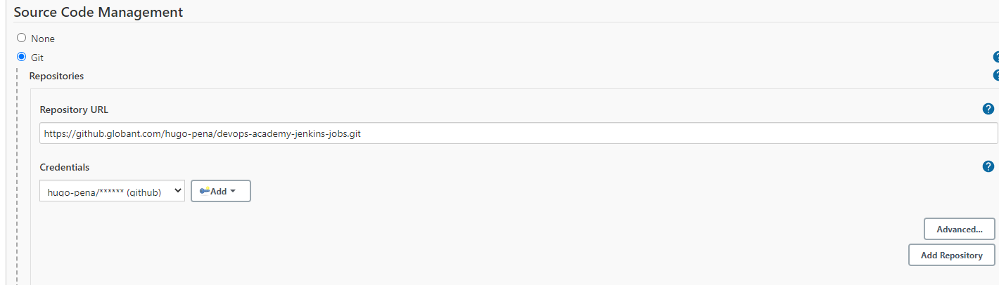 Source Code Management
None
Git
?
Repositories
?
Repository URL
?
https://github.globant.com/hugo-pena/devops-academy-jenkins-jobs.git
Credentials
?
hugo-pena/****** (github)
Add
Advanced...
Add Repository